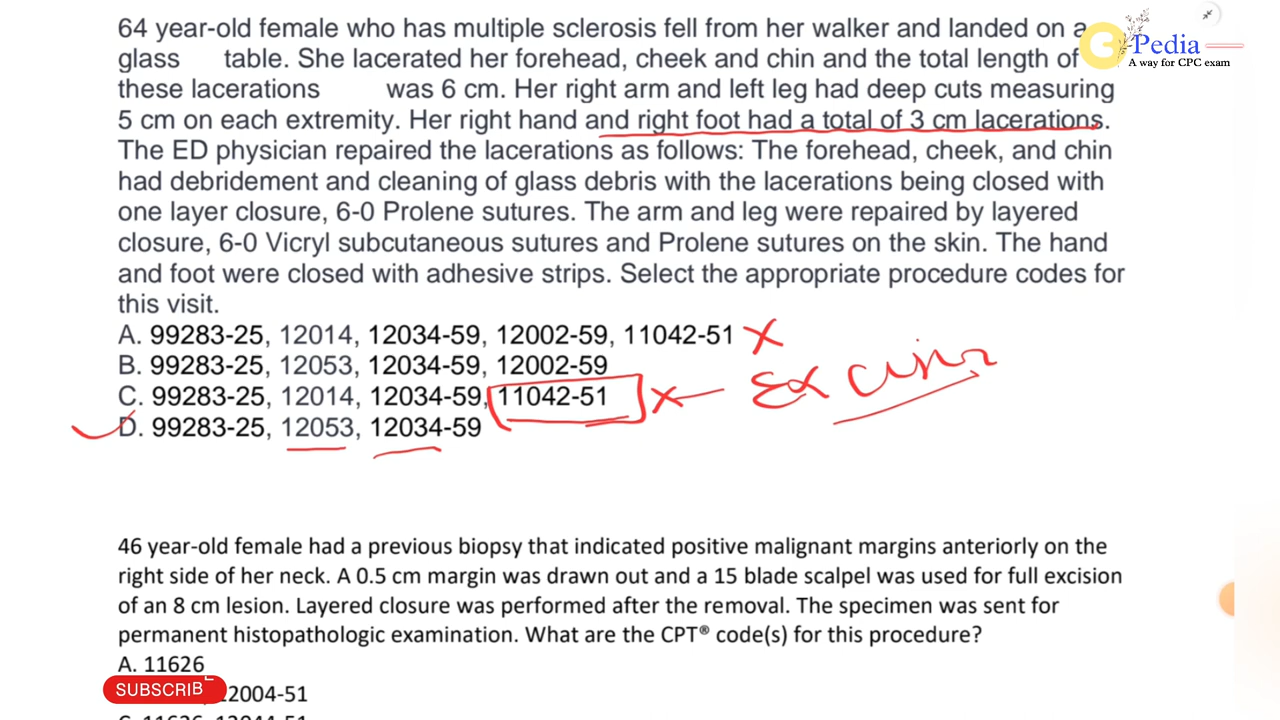 64 year-old female who has multiple sclerosis fell from her walker and landed on a
glass table. She lacerated her forehead, cheek and chin and the total length of
these lacerations was 6 cm. Her right arm and left leg had deep cuts measuring
5 cm on each extremity. Her right hand and right foot had a total of 3 cm lacerations.
The ED physician repaired the lacerations as follows: The forehead, cheek, and chin
had debridement and cleaning of glass debris with the lacerations being closed with
one layer closure, 6-0 Prolene sutures. The arm and leg were repaired by layered
closure, 6-0 Vicryl subcutaneous sutures and Prolene sutures on the skin. The hand
and foot were closed with adhesive strips. Select the appropriate procedure codes for
this visit.
A. 99283-25, 12014, 12034-59, 12002-59, 11042-51
B. 99283-25, 12053, 12034-59, 12002-59
C. 99283-25, 12014, 12034-59, 11042-51
D. 99283-25, 12053, 12034-59
Pedia
A way for CPC exam
46 year-old female had a previous biopsy that indicated positive malignant margins anteriorly on the
right side of her neck. A 0.5 cm margin was drawn out and a 15 blade scalpel was used for full excision
of an 8 cm lesion. Layered closure was performed after the removal. The specimen was sent for
permanent histopathologic examination. What are the CPT® code(s) for this procedure?
A. 11626
SUBSCRIB
2004-51